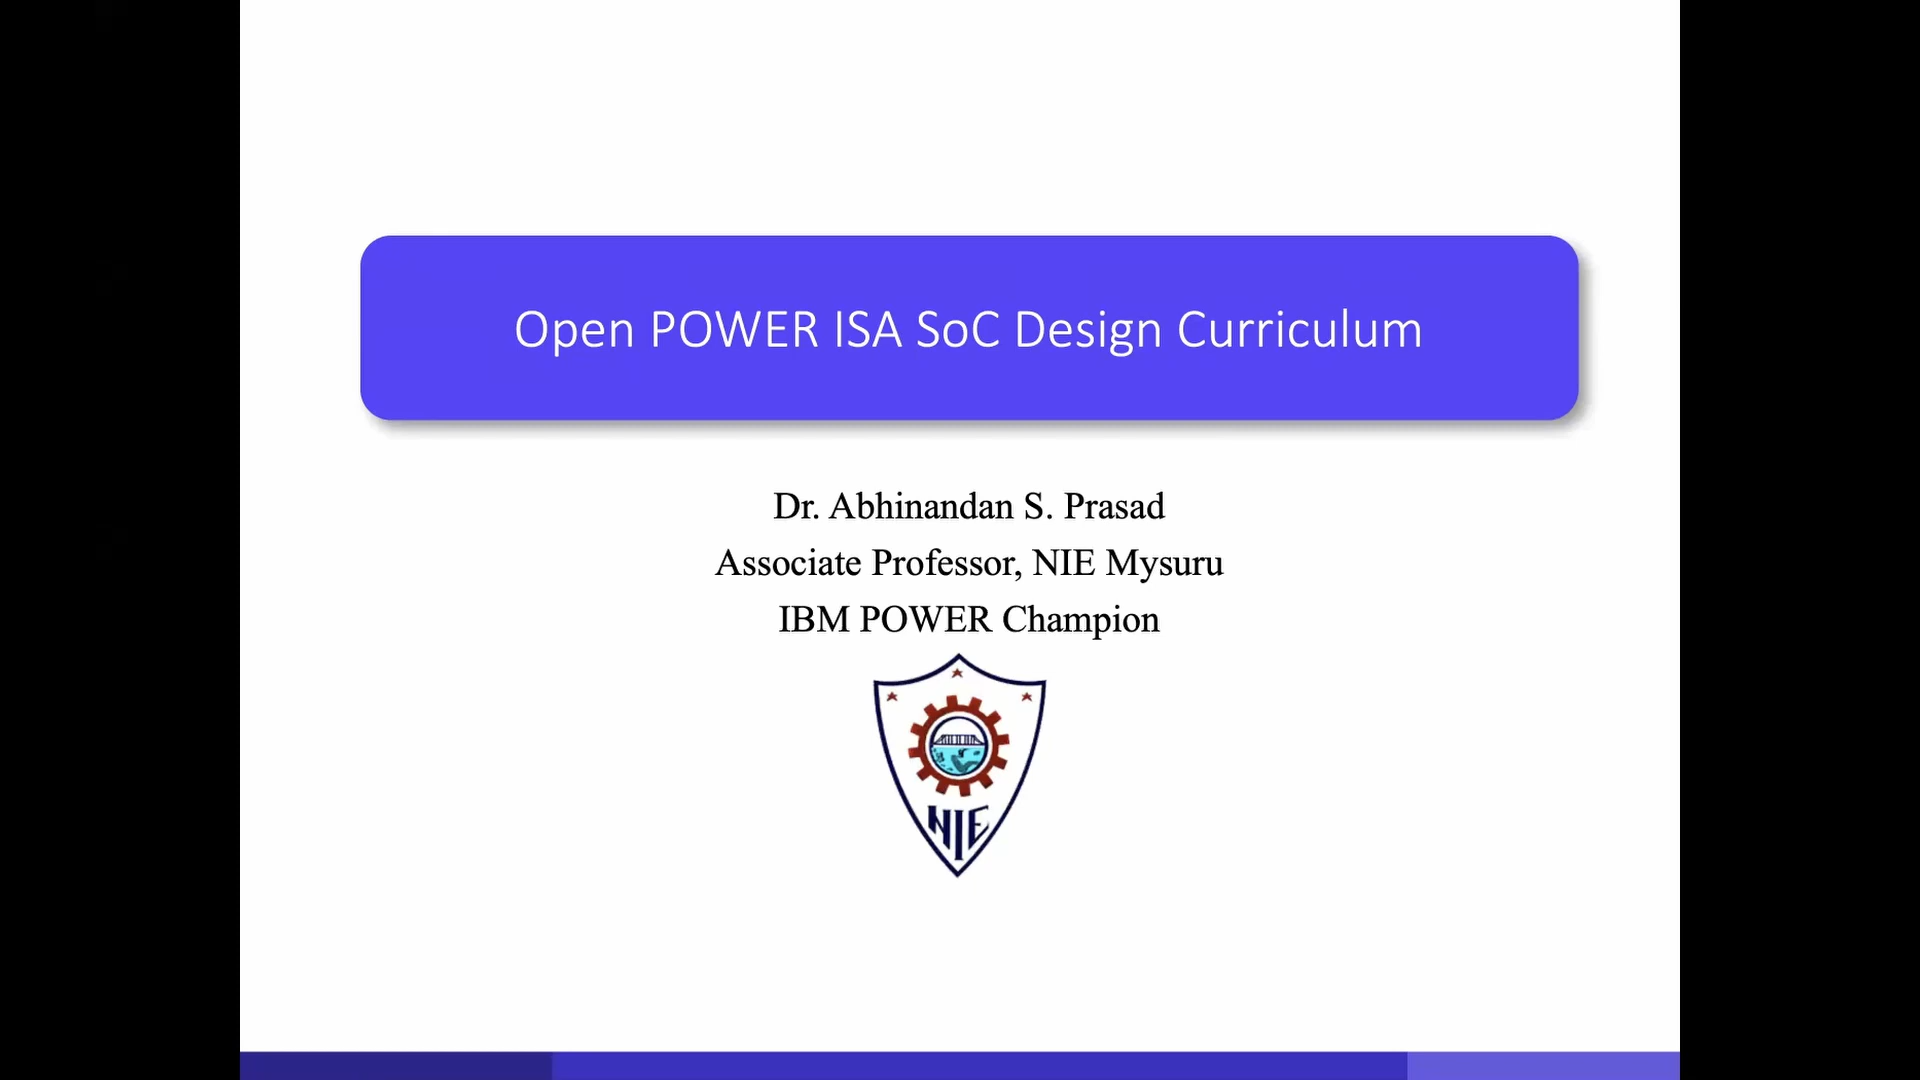 Open POWER ISA SoC Design Curriculum
Dr. Abhinandan S. Prasad
Associate Professor, NIE Mysuru
IBM POWER Champion
NIE